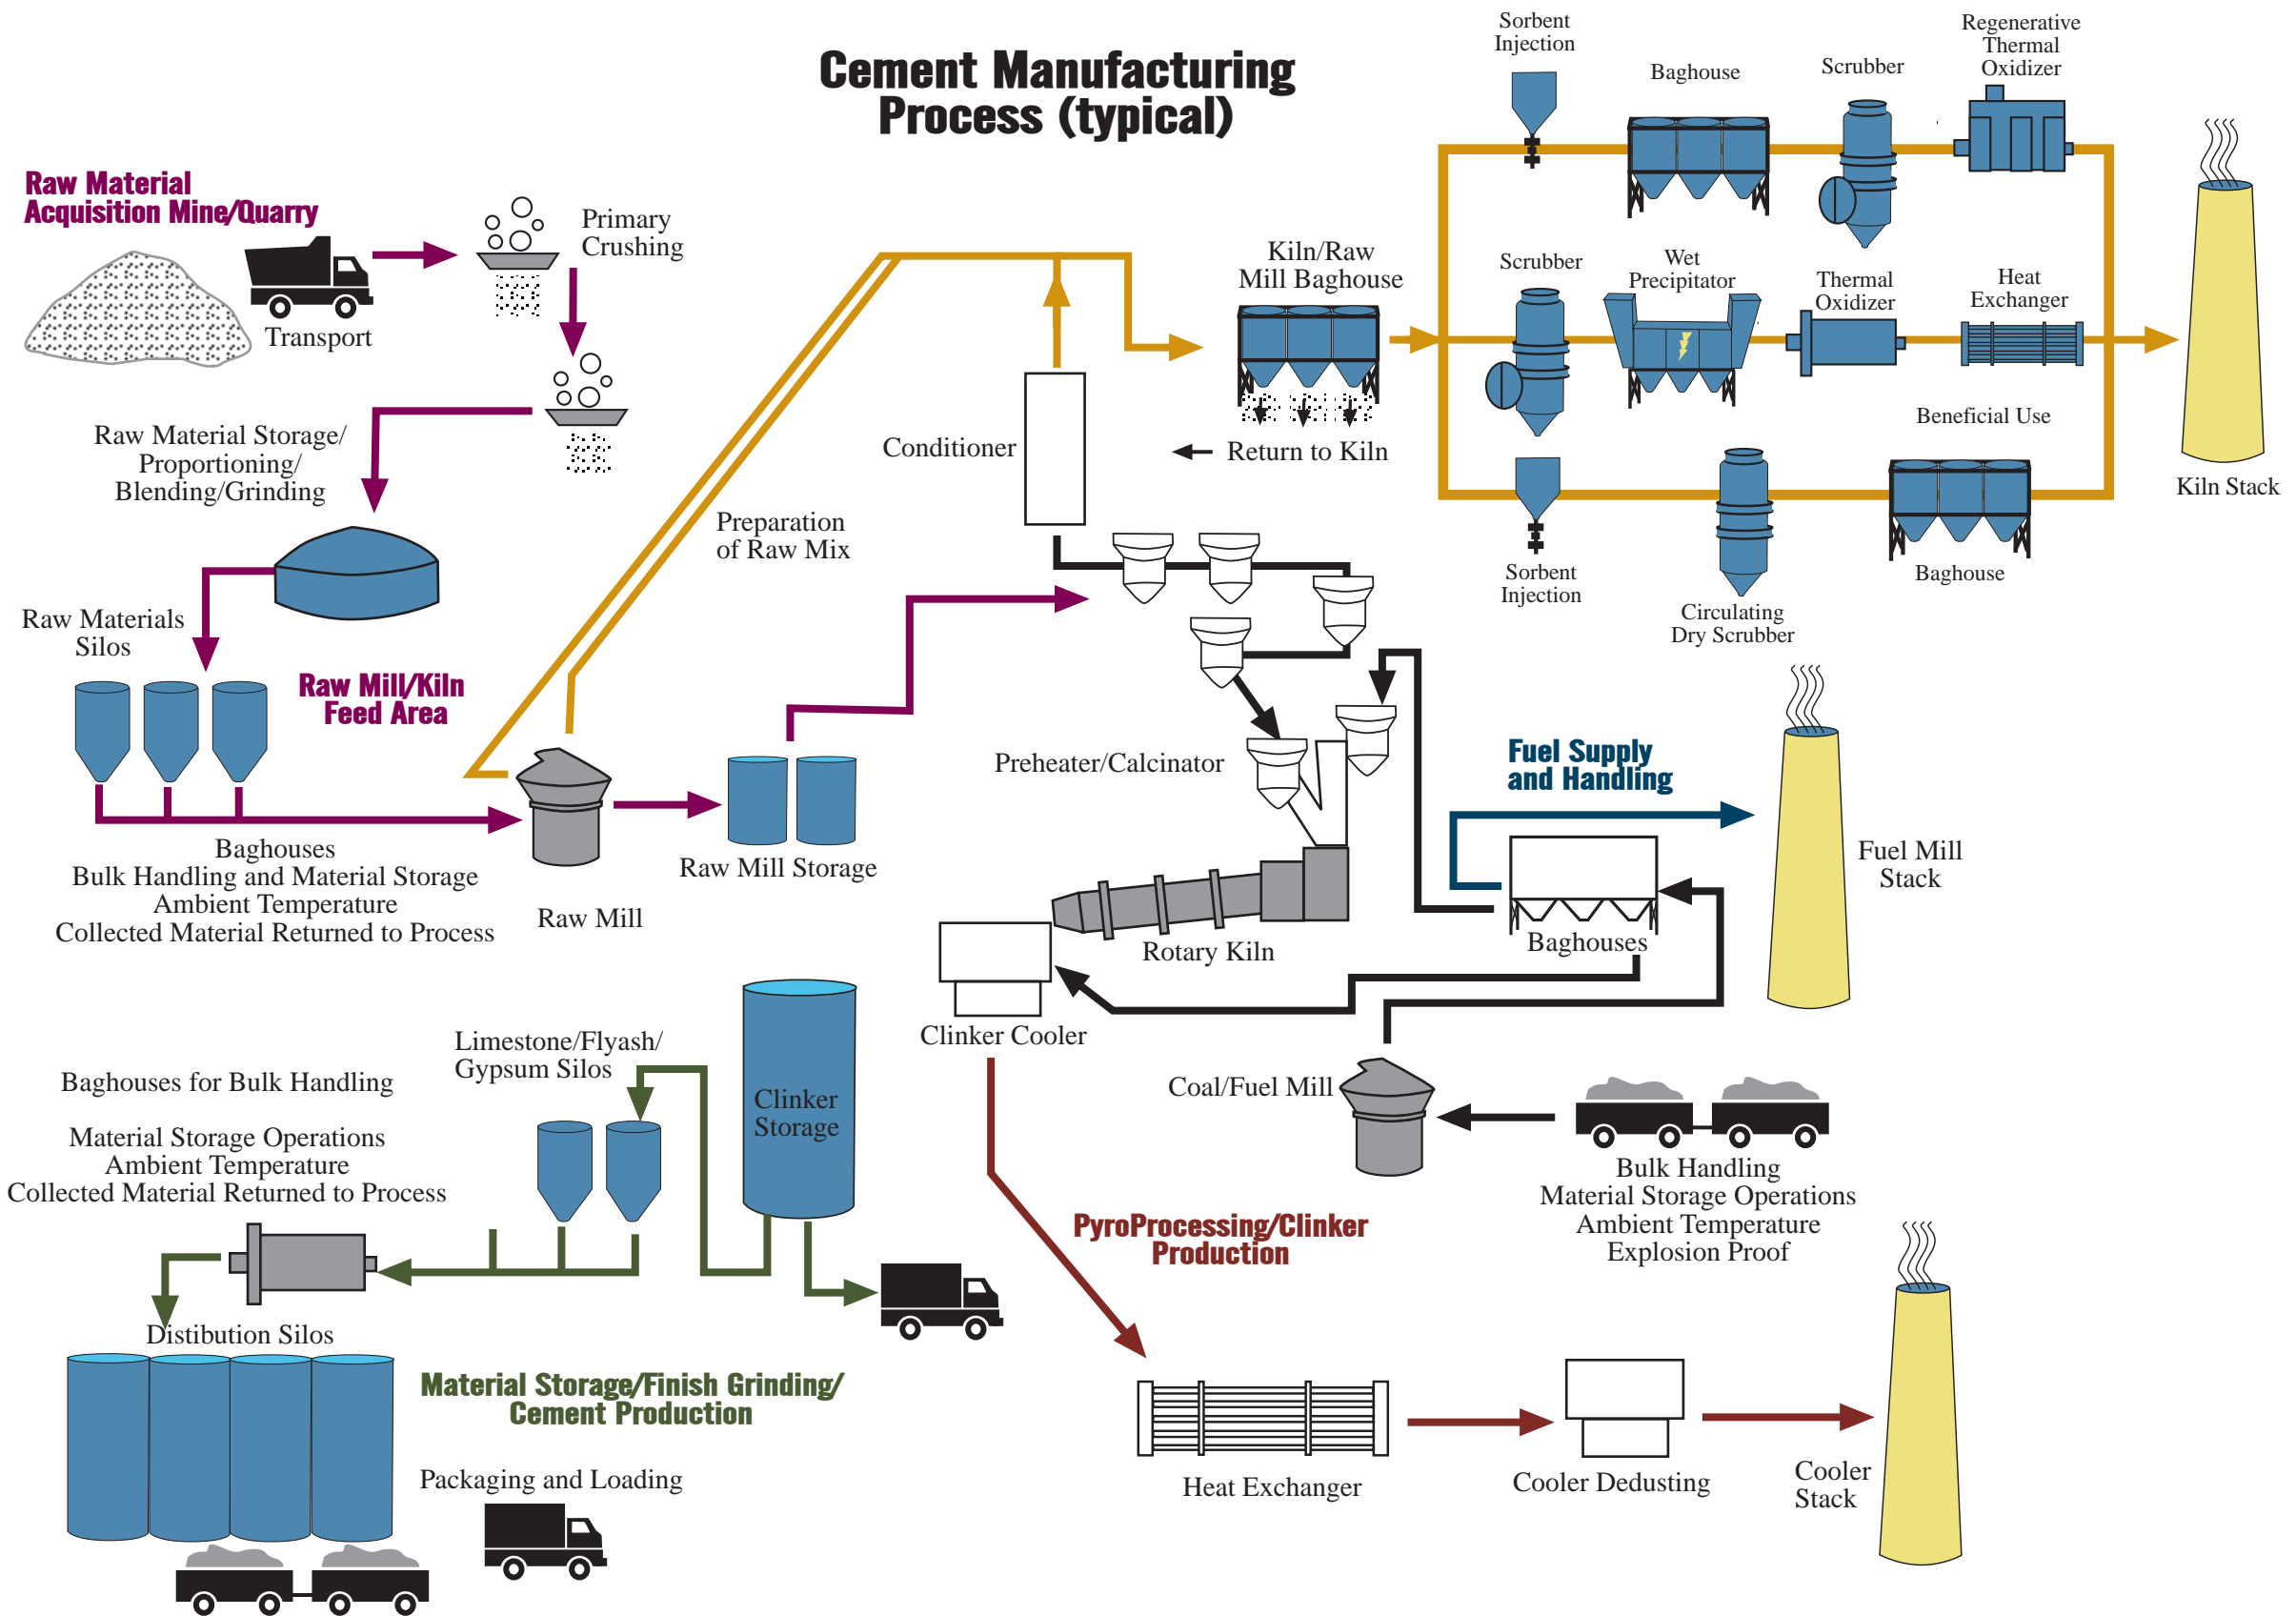 Cement Manufacturing
Process (typical)
Raw Material
Acquisition Mine/Quarry
Transport
Primary
Crushing
Raw Material Storage/
Proportioning/
Blending/Grinding
Raw Materials
Silos
Raw Mill/Kiln
Feed Area
Baghouses
Bulk Handling and Material Storage
Ambient Temperature
Collected Material Returned to Process
Raw Mill
Raw Mill Storage
Preparation
of Raw Mix
Conditioner
Kiln/Raw
Mill Baghouse
Return to Kiln
Sorbent
Injection
Baghouse
Scrubber
Regenerative
Thermal
Oxidizer
Scrubber
Wet
Precipitator
Thermal
Oxidizer
Heat
Exchanger
Beneficial Use
Sorbent
Injection
Circulating
Dry Scrubber
Baghouse
Kiln Stack
Preheater/Calcinator
Rotary Kiln
Clinker Cooler
Fuel Supply
and Handling
Baghouses
Fuel Mill
Stack
Coal/Fuel Mill
Bulk Handling
Material Storage Operations
Ambient Temperature
Explosion Proof
PyroProcessing/Clinker
Production
Heat Exchanger
Cooler Dedusting
Cooler
Stack
Clinker
Storage
Limestone/Flyash/
Gypsum Silos
Baghouses for Bulk Handling
Material Storage Operations
Ambient Temperature
Collected Material Returned to Process
Distibution Silos
Material Storage/Finish Grinding/
Cement Production
Packaging and Loading